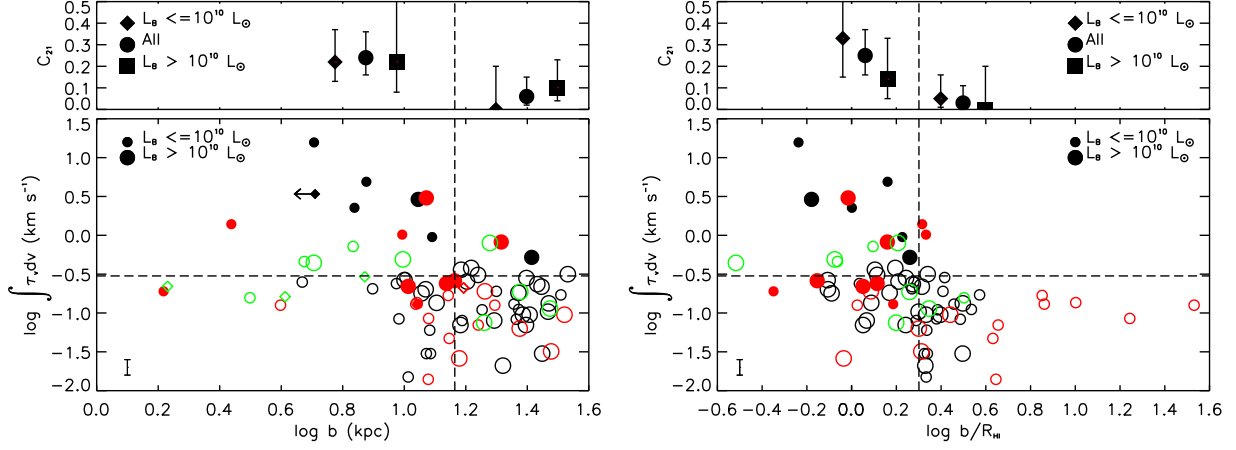 L_B <=10^10 L_⊙
All
L_B > 10^10 L_⊙
C_21
0.5
0.4
0.3
0.2
0.1
0.0
L_B <=10^10 L_⊙
L_B > 10^10 L_⊙
log ∫ τ_ν dv (km s^-1)
1.5
1.0
0.5
0.0
−0.5
−1.0
−1.5
−2.0
0.0 0.2 0.4 0.6 0.8 1.0 1.2 1.4 1.6
log b (kpc)
L_B <=10^10 L_⊙
All
L_B > 10^10 L_⊙
C_21
0.5
0.4
0.3
0.2
0.1
0.0
L_B <=10^10 L_⊙
L_B > 10^10 L_⊙
log ∫ τ_ν dv (km s^-1)
1.5
1.0
0.5
0.0
−0.5
−1.0
−1.5
−2.0
−0.6 −0.4 −0.2 0.0 0.2 0.4 0.6 0.8 1.0 1.2 1.4 1.6
log b/R_HI